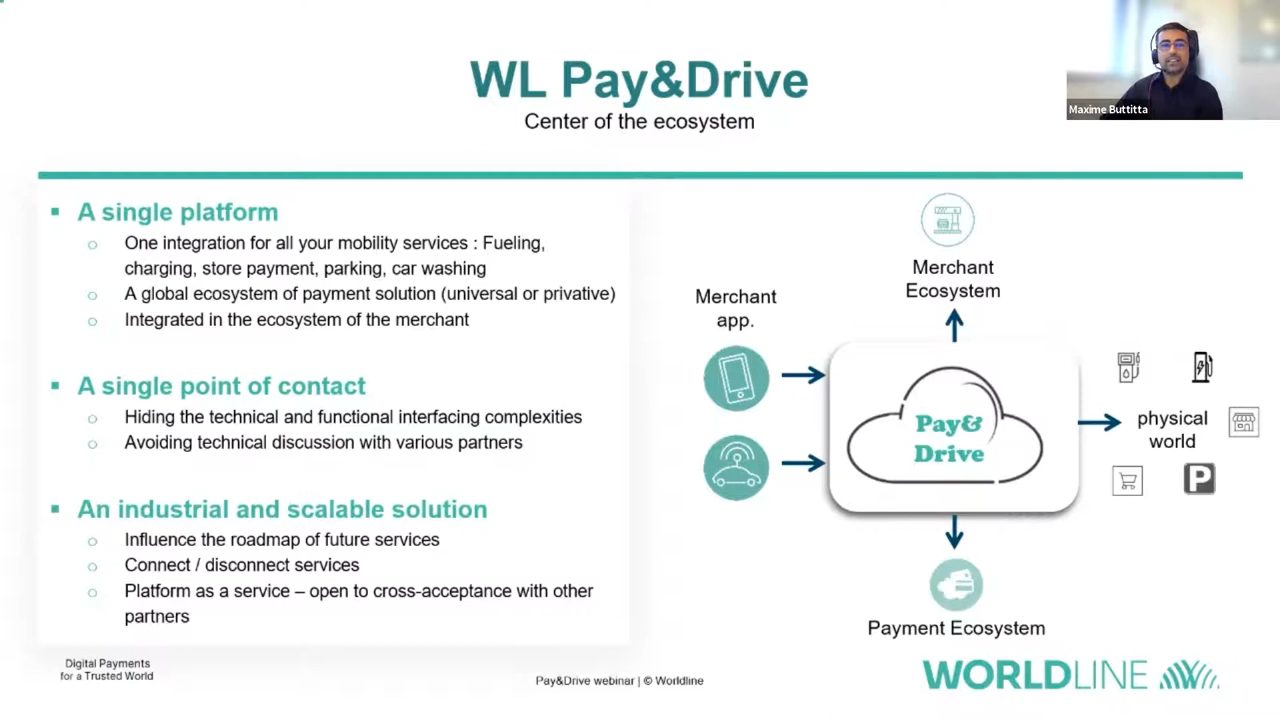 WL Pay&Drive
Center of the ecosystem
Maxime Buttitta
▪ A single platform
o One integration for all your mobility services : Fueling,
charging, store payment, parking, car washing
o A global ecosystem of payment solution (universal or privative)
o Integrated in the ecosystem of the merchant
▪ A single point of contact
o Hiding the technical and functional interfacing complexities
o Avoiding technical discussion with various partners
▪ An industrial and scalable solution
o Influence the roadmap of future services
o Connect / disconnect services
o Platform as a service – open to cross-acceptance with other
partners
Merchant
Ecosystem
Merchant
app.
Pay&
Drive
physical
world
P
Payment Ecosystem
Digital Payments
for a Trusted World
Pay&Drive webinar | © Worldline
WORLDLINE